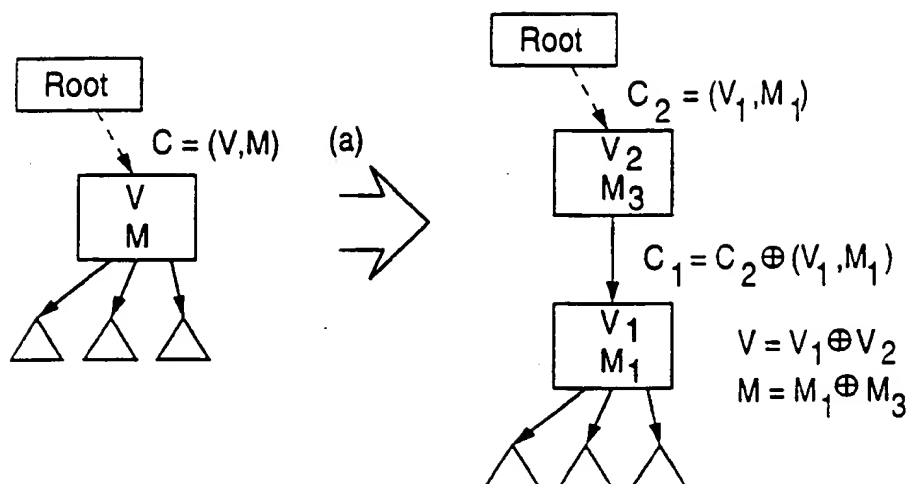 Root
C = (V,M)
V
M
(a)
Root
C₂ = (V₁,M₁)
V₂
M₃
C₁ = C₂ ⊕ (V₁,M₁)
V₁
M₁
V = V₁ ⊕ V₂
M = M₁ ⊕ M₃